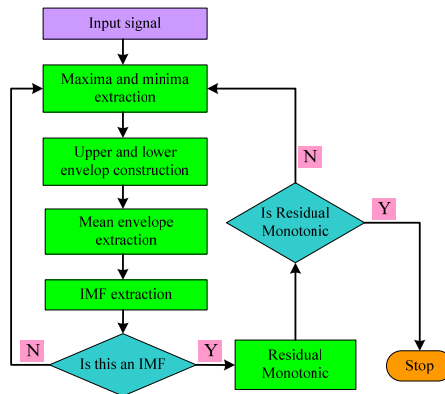 Input signal
Maxima and minima
extraction
Upper and lower
envelop construction
Mean envelope
extraction
IMF extraction
Is this an IMF
N
Y
Residual
Monotonic
Is Residual
Monotonic
N
Y
Stop